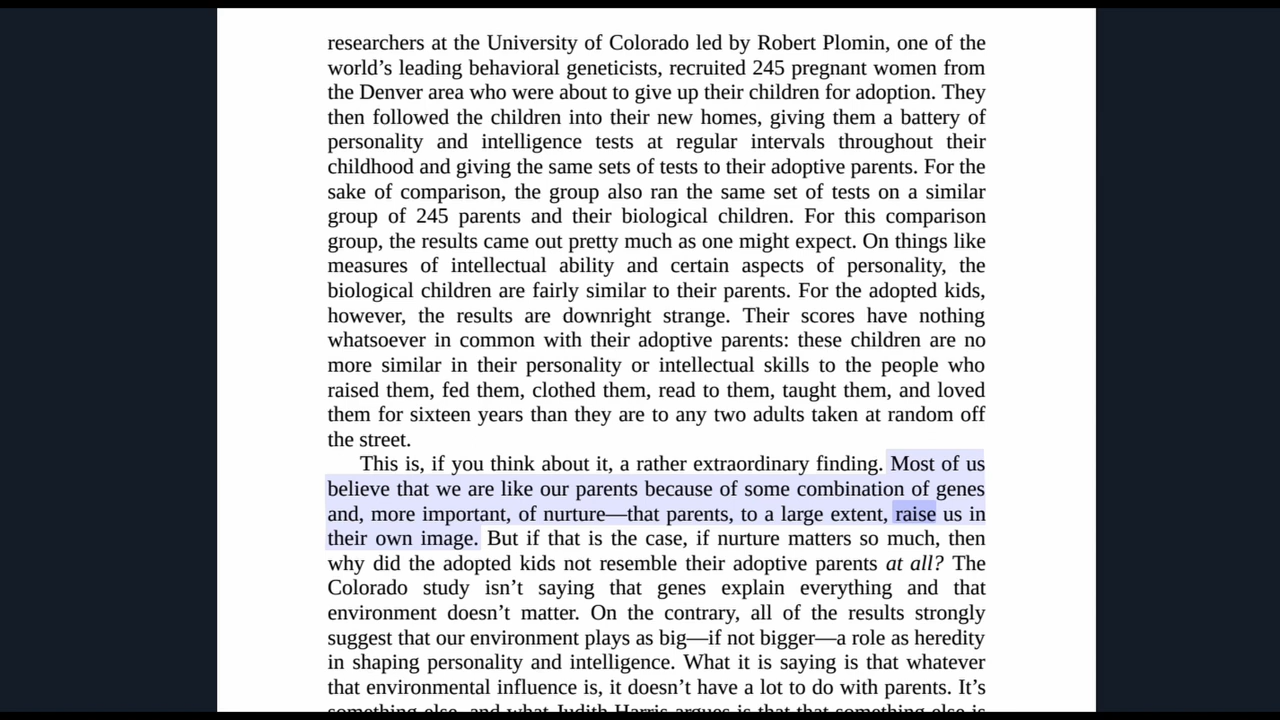 researchers at the University of Colorado led by Robert Plomin, one of the
world’s leading behavioral geneticists, recruited 245 pregnant women from
the Denver area who were about to give up their children for adoption. They
then followed the children into their new homes, giving them a battery of
personality and intelligence tests at regular intervals throughout their
childhood and giving the same sets of tests to their adoptive parents. For the
sake of comparison, the group also ran the same set of tests on a similar
group of 245 parents and their biological children. For this comparison
group, the results came out pretty much as one might expect. On things like
measures of intellectual ability and certain aspects of personality, the
biological children are fairly similar to their parents. For the adopted kids,
however, the results are downright strange. Their scores have nothing
whatsoever in common with their adoptive parents: these children are no
more similar in their personality or intellectual skills to the people who
raised them, fed them, clothed them, read to them, taught them, and loved
them for sixteen years than they are to any two adults taken at random off
the street.
This is, if you think about it, a rather extraordinary finding. Most of us
believe that we are like our parents because of some combination of genes
and, more important, of nurture—that parents, to a large extent, raise us in
their own image. But if that is the case, if nurture matters so much, then
why did the adopted kids not resemble their adoptive parents at all? The
Colorado study isn’t saying that genes explain everything and that
environment doesn’t matter. On the contrary, all of the results strongly
suggest that our environment plays as big—if not bigger—a role as heredity
in shaping personality and intelligence. What it is saying is that whatever
that environmental influence is, it doesn’t have a lot to do with parents. It’s
something else, and what Judith Harris argues is that that something else is